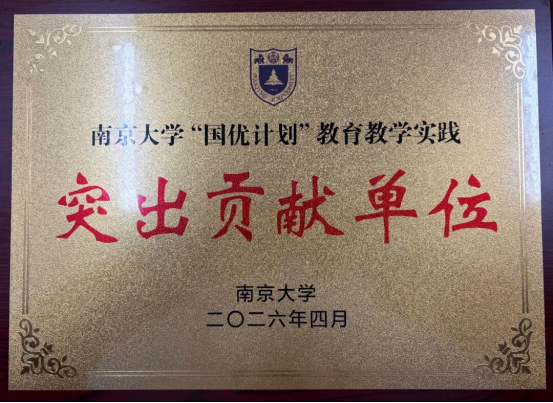 南京大学“国优计划”教育教学实践
突出贡献单位
南京大学
二〇二六年四月